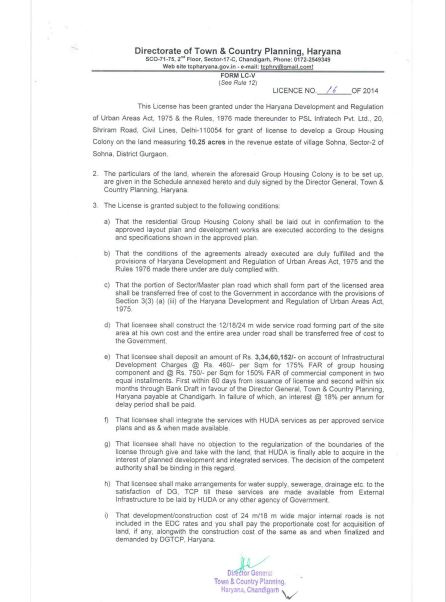 Directorate of Town & Country Planning, Haryana
SCO-71-75, 2nd Floor, Sector-17-C, Chandigarh, Phone: 0172-2549349
Web site tcpharyana.gov.in - e-mail: tcphry@gmail.com
FORM LC-V
(See Rule 12)
LICENCE NO. 16 OF 2014
This License has been granted under the Haryana Development and Regulation
of Urban Areas Act, 1975 & the Rules, 1976 made thereunder to PSL Infratech Pvt. Ltd., 20,
Shriram Road, Civil Lines, Delhi-110054 for grant of license to develop a Group Housing
Colony on the land measuring 10.25 acres in the revenue estate of village Sohna, Sector-2 of
Sohna, District Gurgaon.
2. The particulars of the land, wherein the aforesaid Group Housing Colony is to be set up,
are given in the Schedule annexed hereto and duly signed by the Director General, Town &
Country Planning, Haryana.
3. The License is granted subject to the following conditions:
a) That the residential Group Housing Colony shall be laid out in confirmation to the
approved layout plan and development works are executed according to the designs
and specifications shown in the approved plan.
b) That the conditions of the agreements already executed are duly fulfilled and the
provisions of Haryana Development and Regulation of Urban Areas Act, 1975 and the
Rules 1976 made there under are duly complied with.
c) That the portion of Sector/Master plan road which shall form part of the licensed area
shall be transferred free of cost to the Government in accordance with the provisions of
Section 3(3) (a) (iii) of the Haryana Development and Regulation of Urban Areas Act,
1975.
d) That licensee shall construct the 12/18/24 m wide service road forming part of the site
area at his own cost and the entire area under road shall be transferred free of cost to
the Government.
e) That licensee shall deposit an amount of Rs. 3,34,60,152/- on account of Infrastructural
Development Charges @ Rs. 460/- per Sqm for 175% FAR of group housing
component and @ Rs. 750/- per Sqm for 150% FAR of commercial component in two
equal installments. First within 60 days from issuance of license and second within six
months through Bank Draft in favour of the Director General, Town & Country Planning,
Haryana payable at Chandigarh. In failure of which, an interest @ 18% per annum for
delay period shall be paid.
f) That licensee shall integrate the services with HUDA services as per approved service
plans and as & when made available.
g) That licensee shall have no objection to the regularization of the boundaries of the
license through give and take with the land, that HUDA is finally able to acquire in the
interest of planned development and integrated services. The decision of the competent
authority shall be binding in this regard.
h) That licensee shall make arrangements for water supply, sewerage, drainage etc. to the
satisfaction of DG, TCP till these services are made available from External
Infrastructure to be laid by HUDA or any other agency of Government.
i) That development/construction cost of 24 m/18 m wide major internal roads is not
included in the EDC rates and you shall pay the proportionate cost for acquisition of
land, if any, alongwith the construction cost of the same as and when finalized and
demanded by DGTCP, Haryana.
Director General
Town & Country Planning,
Haryana, Chandigarh